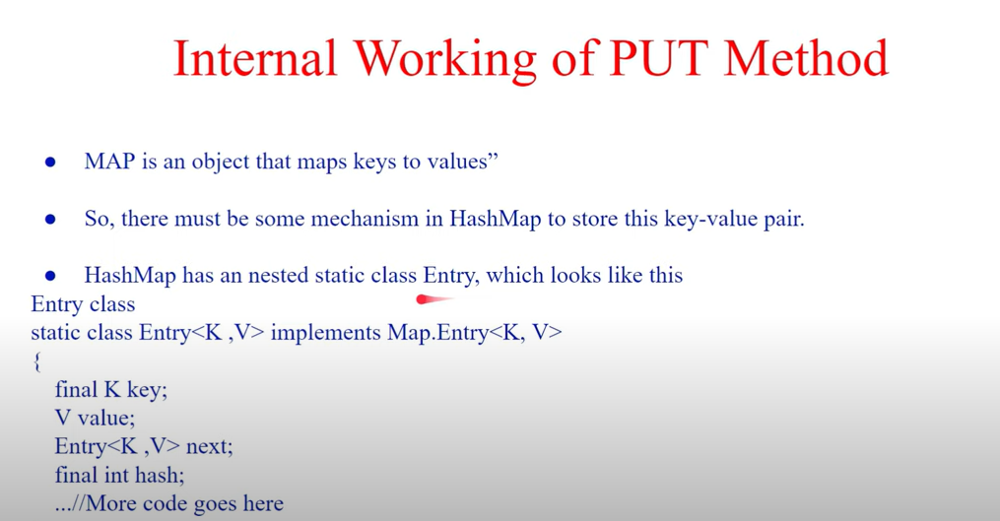 Internal Working of PUT Method
● MAP is an object that maps keys to values”
● So, there must be some mechanism in HashMap to store this key-value pair.
● HashMap has an nested static class Entry, which looks like this
Entry class
static class Entry<K ,V> implements Map.Entry<K, V>
{
final K key;
V value;
Entry<K ,V> next;
final int hash;
...//More code goes here